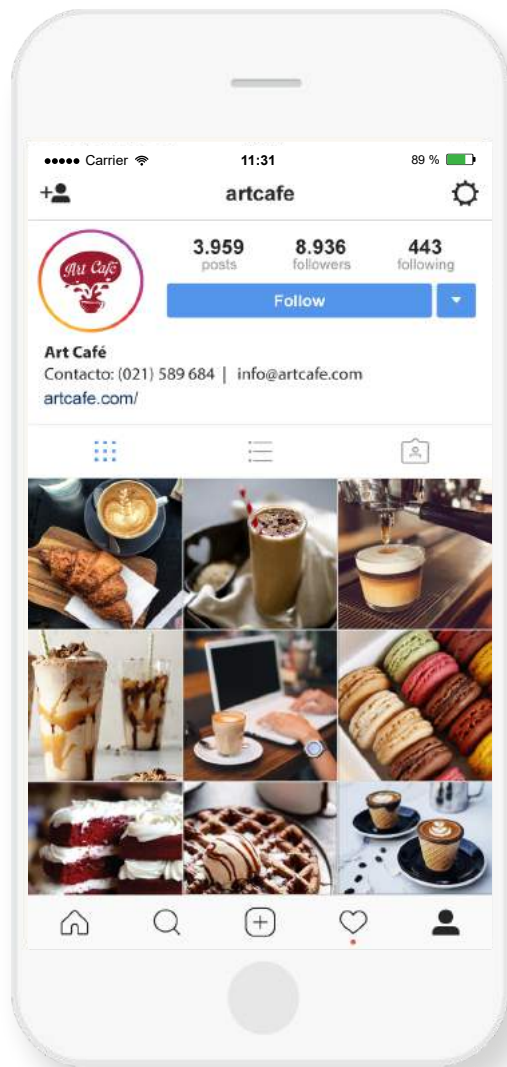 Carrier 11:31 89 %
artcafe
Art Café
3.959 8.936 443
posts followers following
Follow
Art Café
Contacto: (021) 589 684 | info@artcafe.com
artcafe.com/